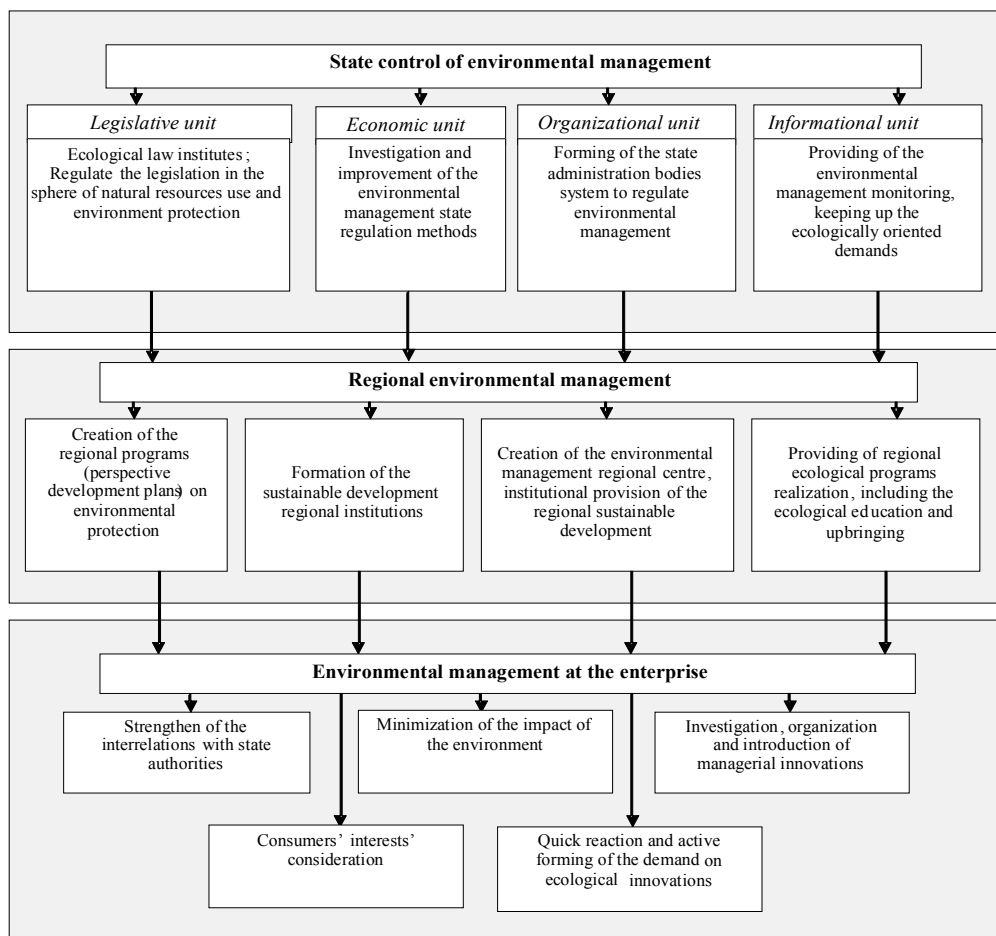 State control of environmental management
Legislative unit
Ecological law institutes;
Regulate the legislation in the
sphere of natural resources use and
environment protection
Economic unit
Investigation and
improvement of the
environmental
management state
regulation methods
Organizational unit
Forming of the state
administration bodies
system to regulate
environmental
management
Informational unit
Providing of the
environmental
management monitoring,
keeping up the
ecologically oriented
demands
Regional environmental management
Creation of the
regional programs
(perspective
development plans) on
environmental
protection
Formation of the
sustainable development
regional institutions
Creation of the environmental
management regional centre,
institutional provision of the
regional sustainable
development
Providing of regional
ecological programs
realization, including the
ecological education and
upbringing
Environmental management at the enterprise
Strengthen of the
interrelations with state
authorities
Minimization of the impact of
the environment
Investigation, organization
and introduction of
managerial innovations
Consumers' interests'
consideration
Quick reaction and active
forming of the demand on
ecological innovations